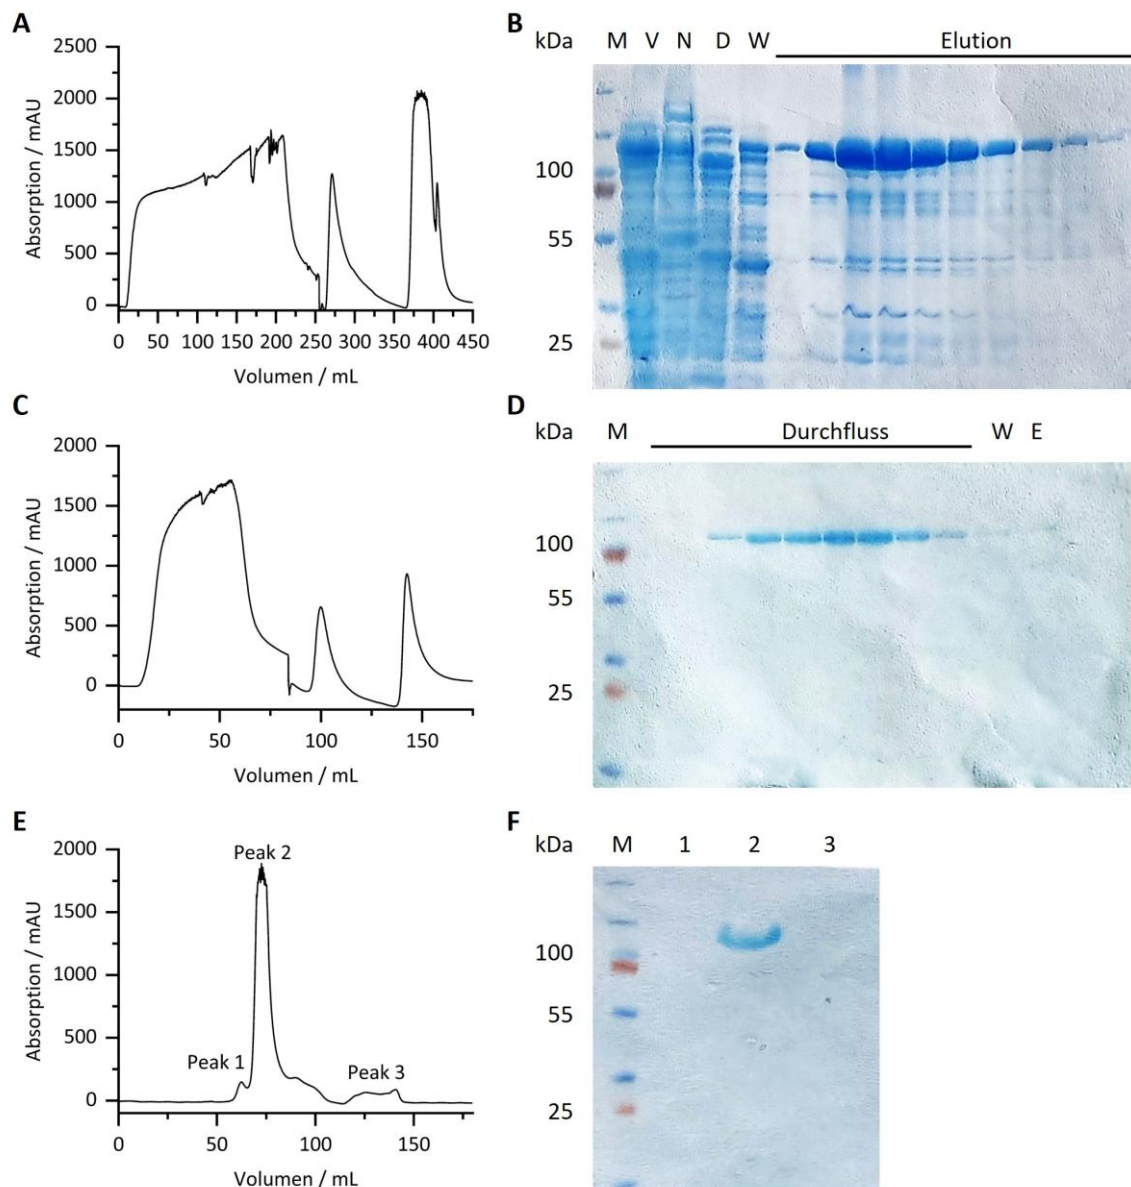 A
2500
2000
1500
1000
500
0
Absorption / mAU
0 50 100 150 200 250 300 350 400 450
Volumen / mL
B
kDa M V N D W Elution
100
55
25
C
2000
1500
1000
500
0
Absorption / mAU
0 50 100 150
Volumen / mL
D
kDa M Durchfluss W E
100
55
25
E
2000
1500
1000
500
0
Absorption / mAU
Peak 2
Peak 1
Peak 3
0 50 100 150
Volumen / mL
F
kDa M 1 2 3
100
55
25